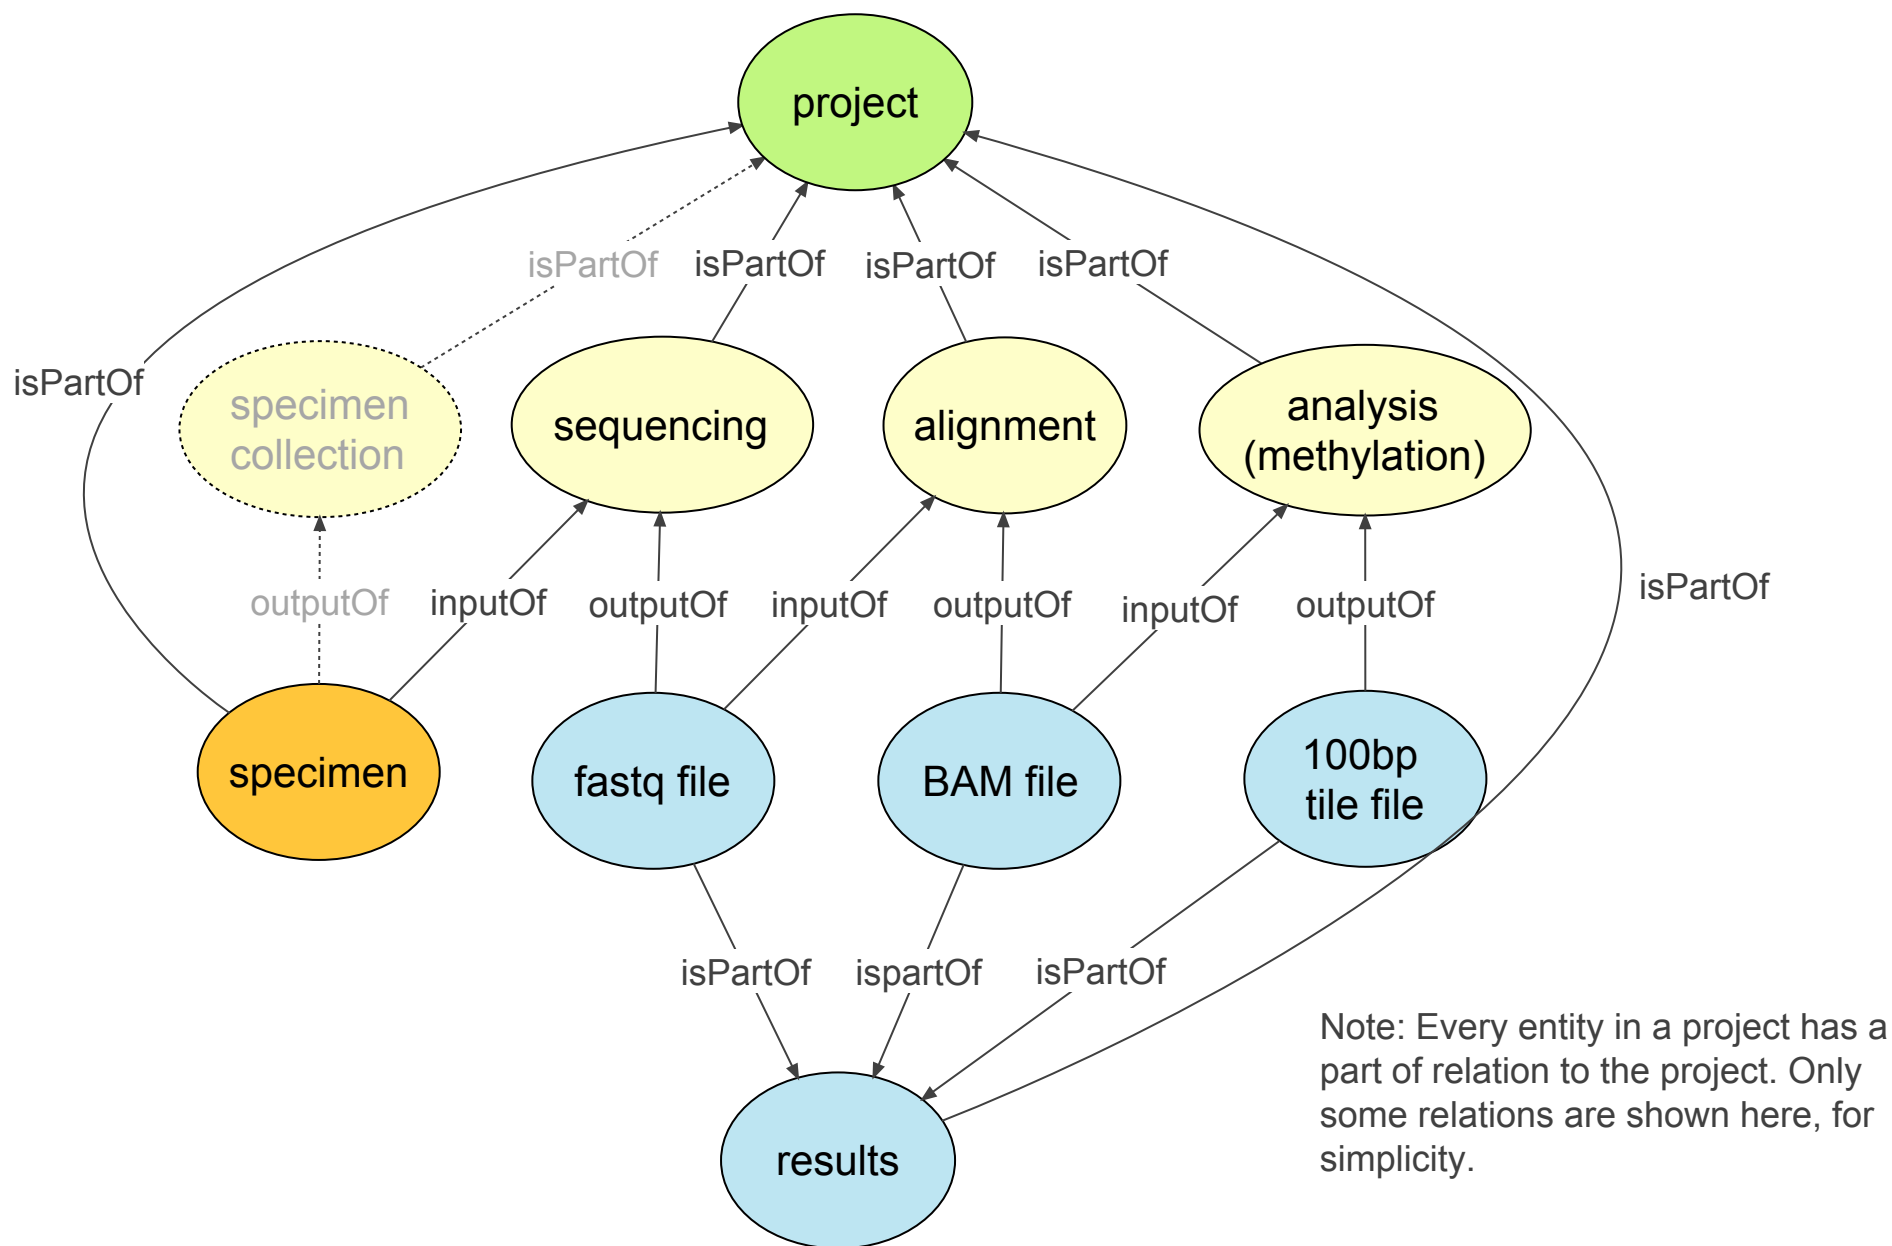 project
isPartOf
isPartOf
isPartOf
isPartOf
isPartOf
specimen
collection
sequencing
alignment
analysis
(methylation)
outputOf
inputOf
outputOf
inputOf
outputOf
inputOf
outputOf
isPartOf
specimen
fastq file
BAM file
100bp
tile file
isPartOf
ispartOf
isPartOf
Note: Every entity in a project has a
part of relation to the project. Only
some relations are shown here, for
simplicity.
results